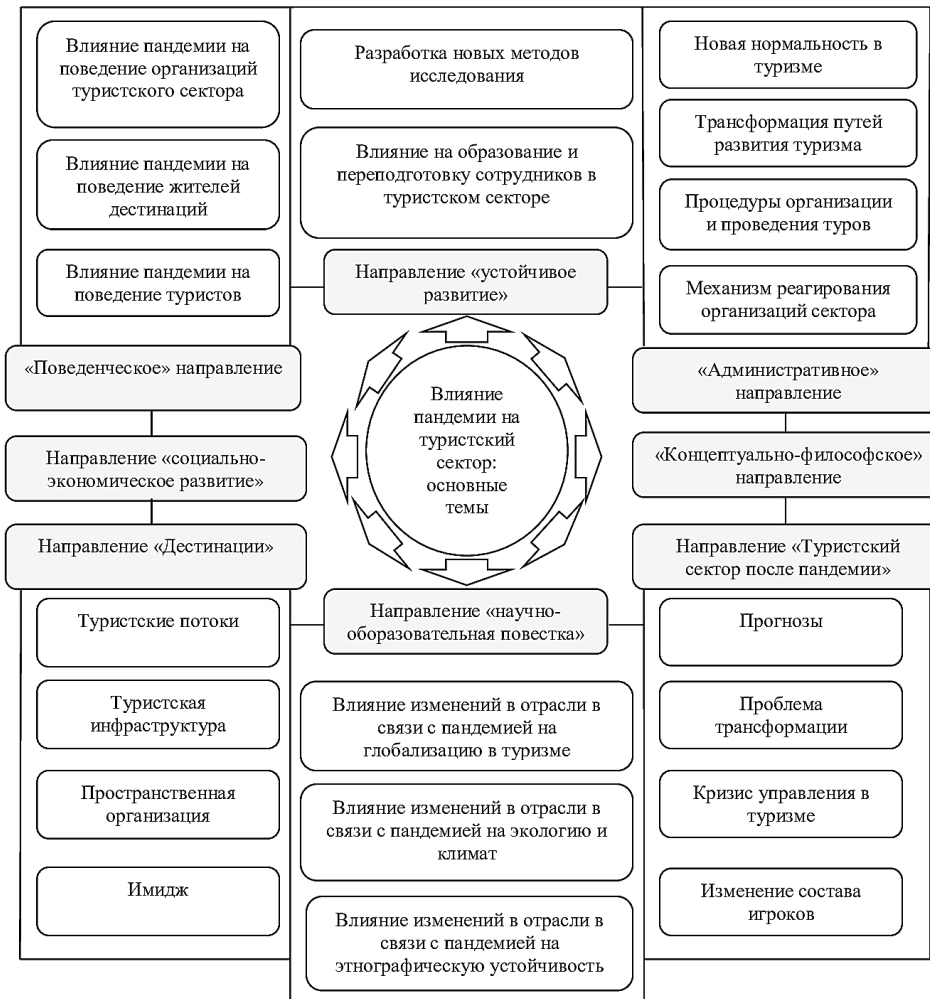 Влияние пандемии на
поведение организаций
туристского сектора
Влияние пандемии на
поведение жителей
дестинаций
Влияние пандемии на
поведение туристов
«Поведенческое» направление
Направление «социально-
экономическое развитие»
Направление «Дестинации»
Туристские потоки
Туристская
инфраструктура
Пространственная
организация
Имидж
Разработка новых методов
исследования
Влияние на образование и
переподготовку сотрудников в
туристском секторе
Направление «устойчивое
развитие»
Влияние
пандемии на
туристский
сектор:
основные
темы
Направление «научно-
оборазовательная повестка»
Влияние изменений в отрасли в
связи с пандемией на
глобализацию в туризме
Влияние изменений в отрасли в
связи с пандемией на экологию и
климат
Влияние изменений в отрасли в
связи с пандемией на
этнографическую устойчивость
Новая нормальность в
туризме
Трансформация путей
развития туризма
Процедуры организации
и проведения туров
Механизм реагирования
организаций сектора
«Административное»
направление
«Концептуально-философское»
направление
Направление «Туристский
сектор после пандемии»
Прогнозы
Проблема
трансформации
Кризис управления в
туризме
Изменение состава
игроков